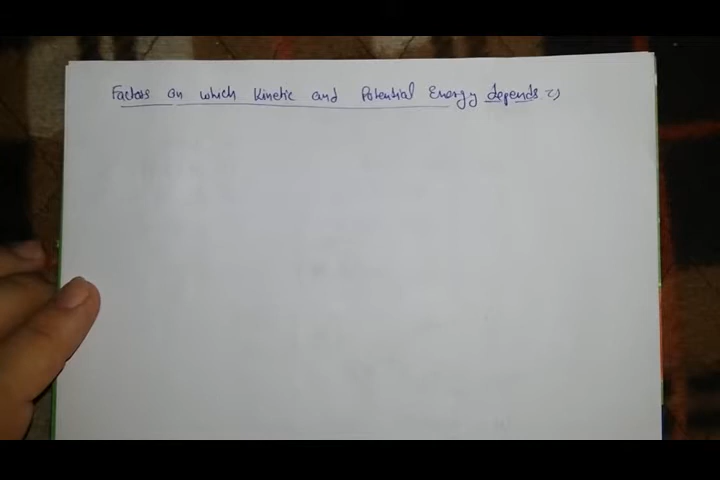 Factors on which Kinetic and Potential Energy depends :)